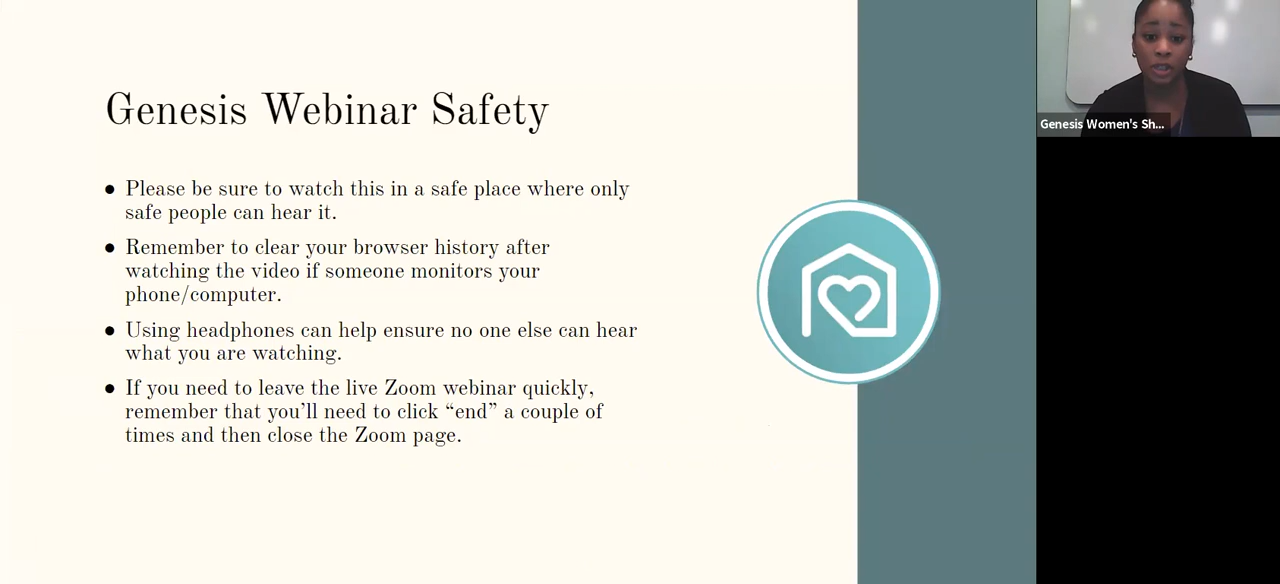 Genesis Webinar Safety
● Please be sure to watch this in a safe place where only
safe people can hear it.
● Remember to clear your browser history after
watching the video if someone monitors your
phone/computer.
● Using headphones can help ensure no one else can hear
what you are watching.
● If you need to leave the live Zoom webinar quickly,
remember that you’ll need to click “end” a couple of
times and then close the Zoom page.
Genesis Women's Sh...